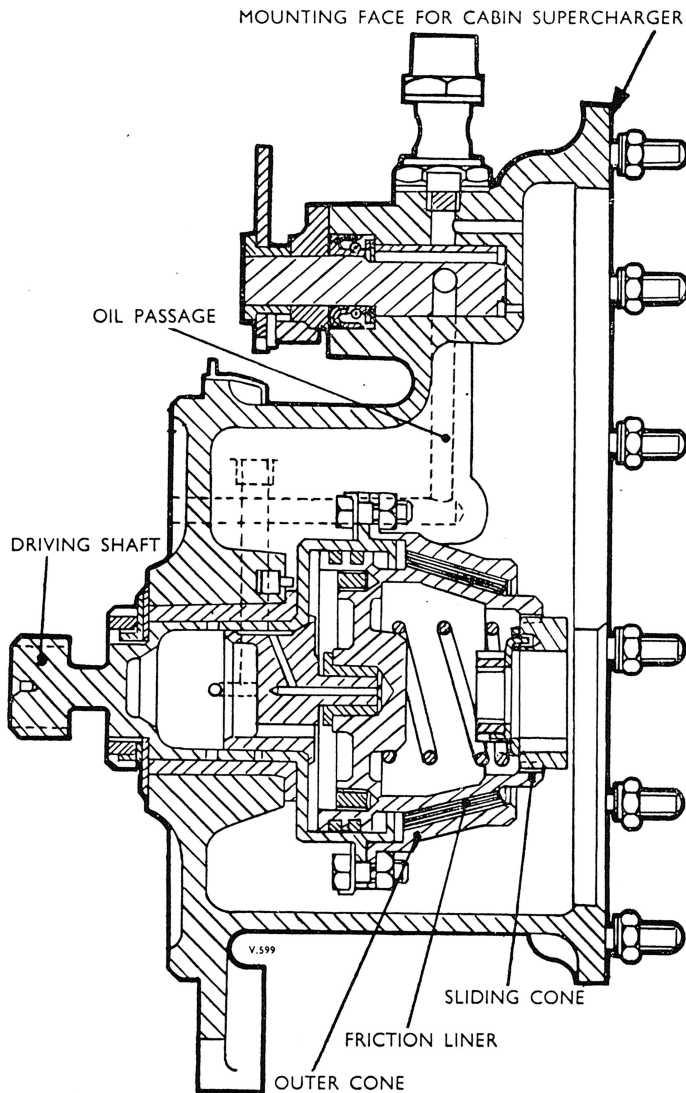 MOUNTING FACE FOR CABIN SUPERCHARGER
OIL PASSAGE
DRIVING SHAFT
V.599
SLIDING CONE
FRICTION LINER
OUTER CONE